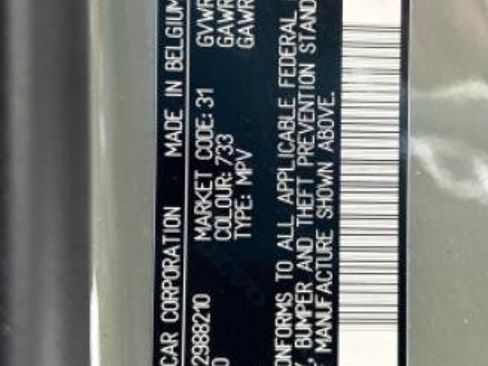 CAR CORPORATION MADE IN BELGIUM
2988210 MARKET CODE: 31 GVWR
0 COLOUR: 733 GAWR
TYPE: MPV GAWR
ONFORMS TO ALL APPLICABLE FEDERAL
, BUMPER AND THEFT PREVENTION STAND
MANUFACTURE SHOWN ABOVE.